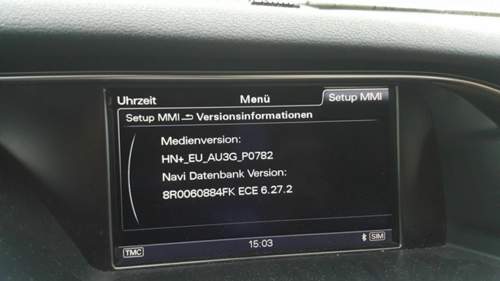 Uhrzeit Menü Setup MMI
Setup MMI Versionsinformationen
Medienversion:
HN+_EU_AU3G_P0782
Navi Datenbank Version:
8R0060884FK ECE 6.27.2
TMC 15:03 SIM